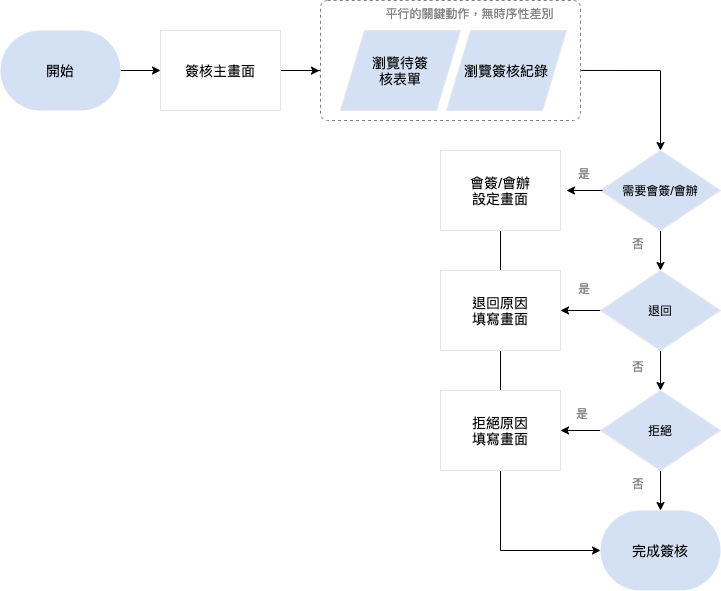 平行的關鍵動作，無時序性差別
開始
簽核主畫面
瀏覽待簽
核表單
瀏覽簽核紀錄
會簽/會辦
設定畫面
是
需要會簽/會辦
否
退回原因
填寫畫面
是
退回
否
拒絕原因
填寫畫面
是
拒絕
否
完成簽核